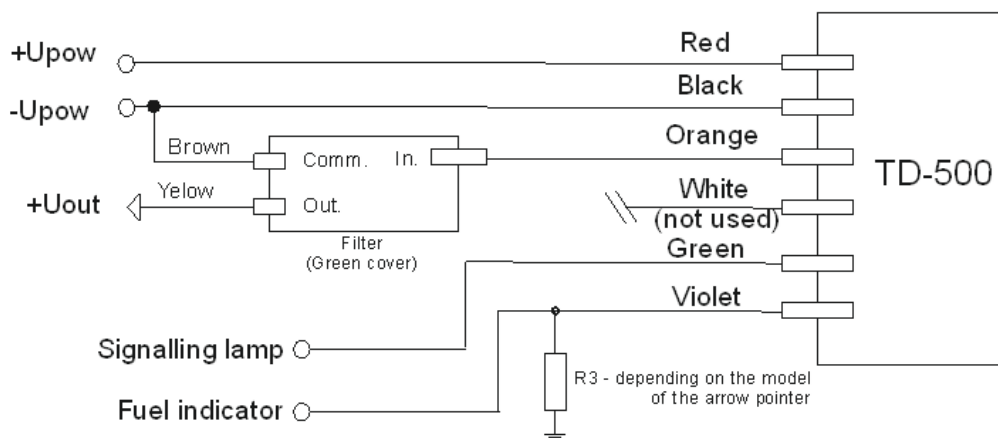 +Upow
Red
-Upow
Black
Brown
Comm.
In.
Orange
TD-500
+Uout
Yelow
Out.
White
(not used)
Filter
(Green cover)
Green
Violet
Signalling lamp
R3 - depending on the model
of the arrow pointer
Fuel indicator